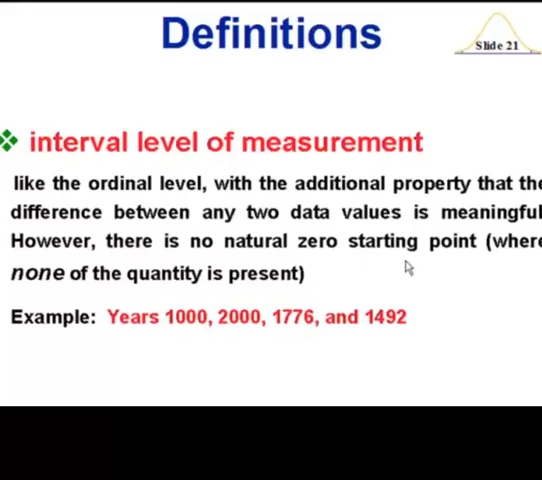 Definitions
Slide 21
interval level of measurement
like the ordinal level, with the additional property that the
difference between any two data values is meaningful
However, there is no natural zero starting point (where
none of the quantity is present)
Example: Years 1000, 2000, 1776, and 1492